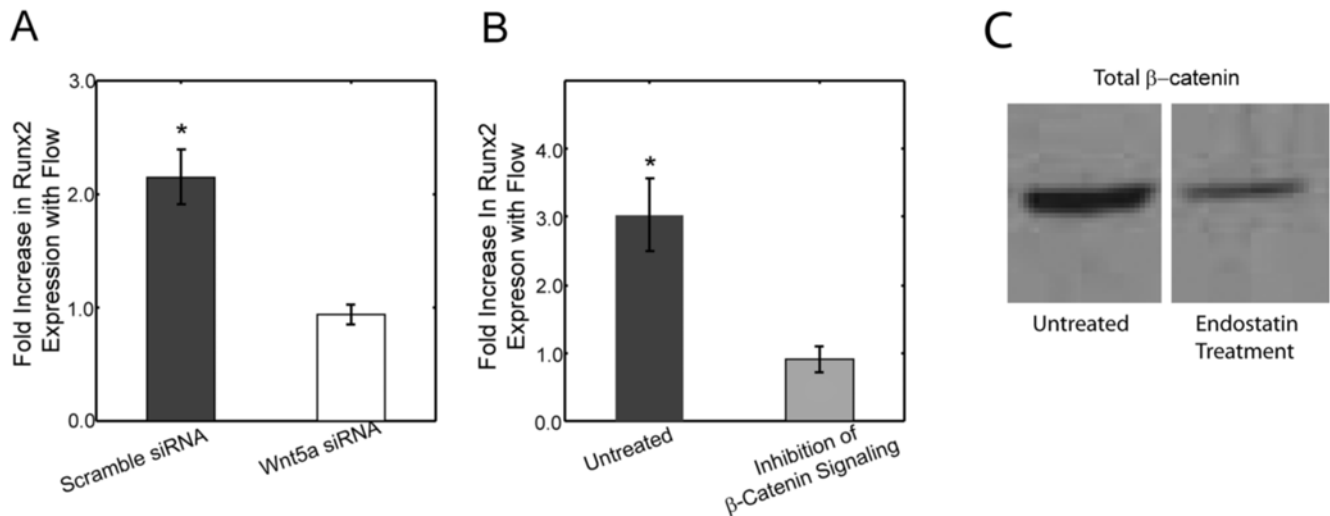 A
Fold Increase in Runx2
Expression with Flow
3.0
2.0
1.0
0.0
*
Scramble siRNA
Wnt5a siRNA
B
Fold Increase In Runx2
Expreson with Flow
4.0
3.0
2.0
1.0
0.0
*
Untreated
Inhibition of
β-Catenin Signaling
C
Total β–catenin
Untreated
Endostatin
Treatment